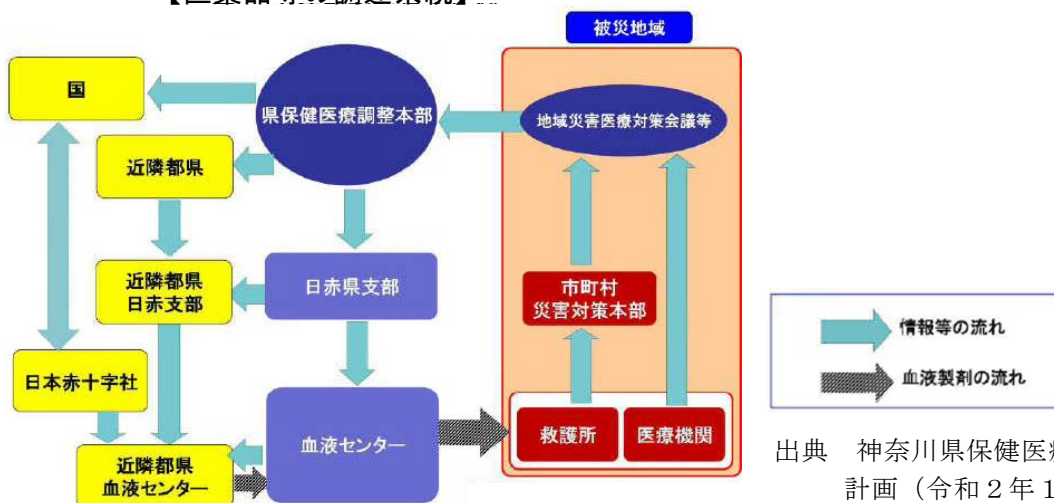 被災地域
国
県保健医療調整本部
地域災害医療対策会議等
近隣都県
近隣都県
日赤支部
日赤県支部
市町村
災害対策本部
情報等の流れ
血液製剤の流れ
日本赤十字社
血液センター
救護所
医療機関
近隣都県
血液センター
出典 神奈川県保健医
計画(令和2年1